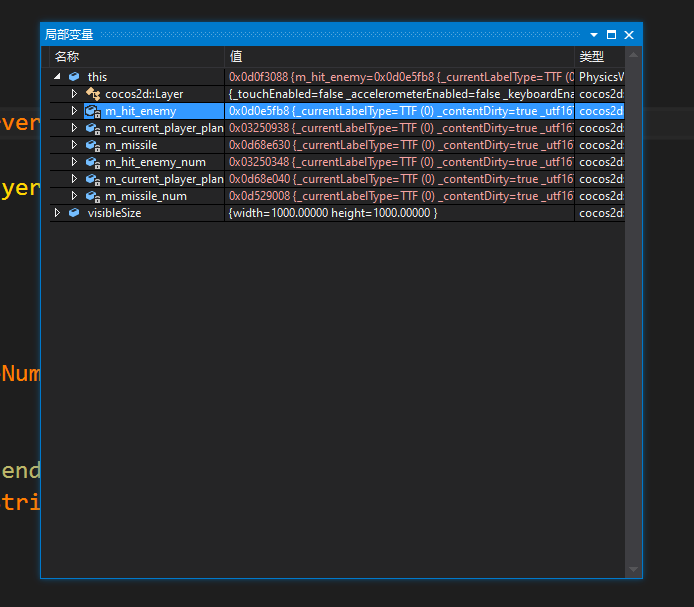 局部变量
名称 值 类型
this 0x0d0f3088 {m_hit_enemy=0x0d0e5fb8 {_currentLabelType=TTF (0 PhysicsW
cocos2d::Layer {_touchEnabled=false _accelerometerEnabled=false _keyboardEna cocos2d:
m_hit_enemy 0x0d0e5fb8 {_currentLabelType=TTF (0) _contentDirty=true _utf16 cocos2d:
m_current_player_plan 0x03250938 {_currentLabelType=TTF (0) _contentDirty=true _utf16 cocos2d:
m_missile 0x0d68e630 {_currentLabelType=TTF (0) _contentDirty=true _utf16 cocos2d:
m_hit_enemy_num 0x03250348 {_currentLabelType=TTF (0) _contentDirty=true _utf16 cocos2d:
m_current_player_plan 0x0d68e040 {_currentLabelType=TTF (0) _contentDirty=true _utf16 cocos2d:
m_missile_num 0x0d529008 {_currentLabelType=TTF (0) _contentDirty=true _utf16 cocos2d:
visibleSize {width=1000.00000 height=1000.00000 } cocos2d:
ver
yer
Num
end
tri